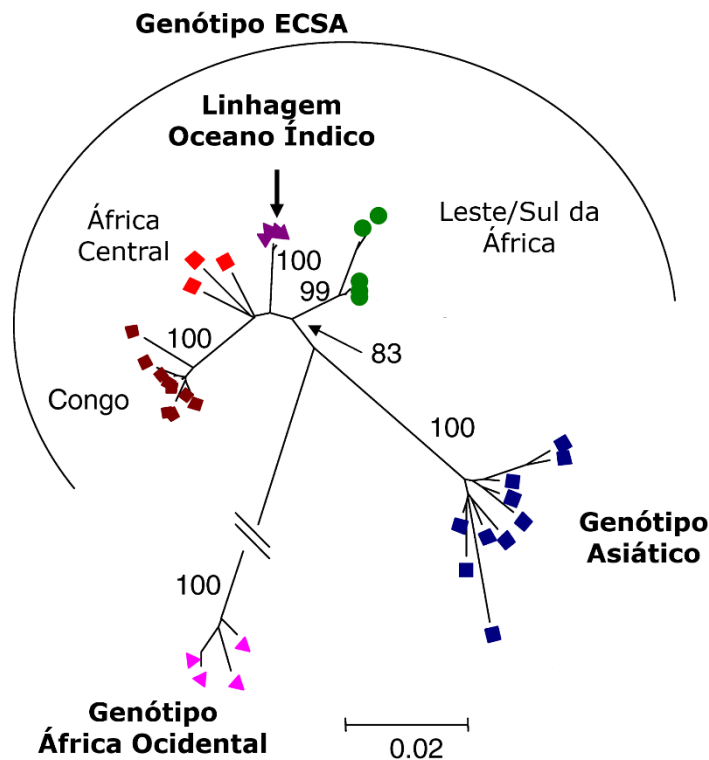 Genótipo ECSA
Linhagem
Oceano Índico
África
Central
Leste/Sul da
África
100
99
100
83
Congo
100
Genótipo
Asiático
100
Genótipo
África Ocidental
0.02